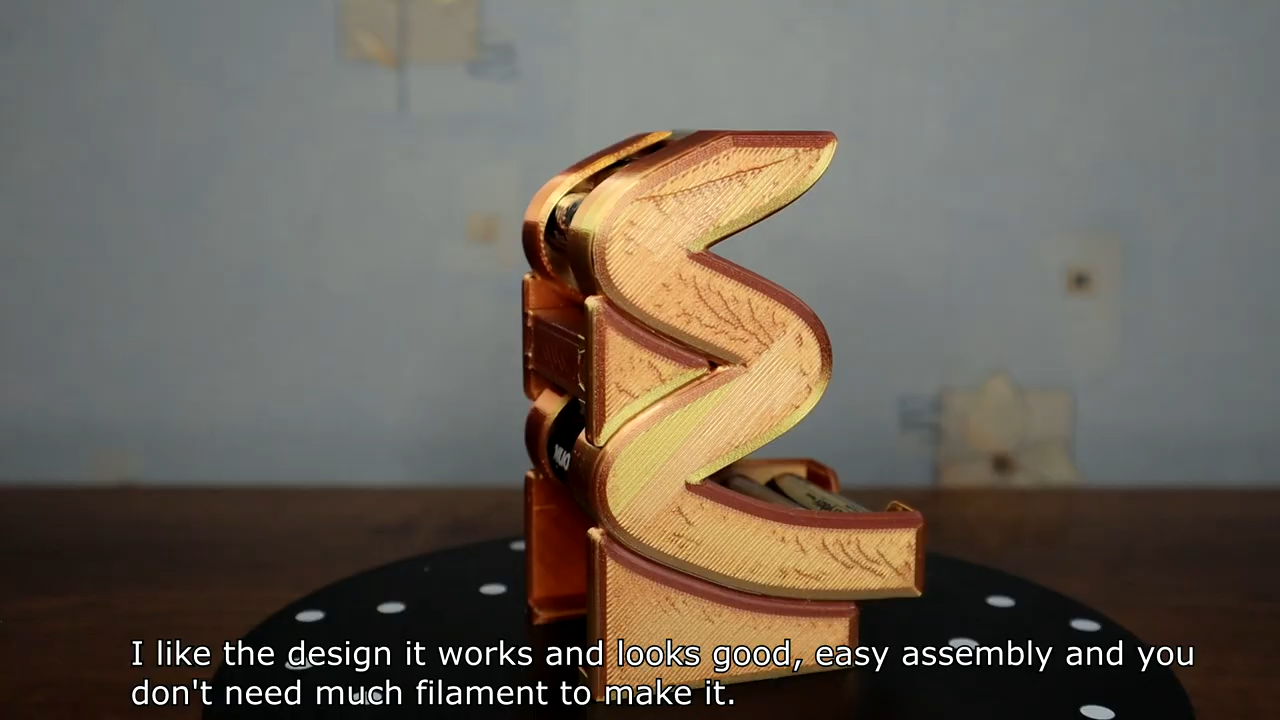 I like the design it works and looks good, easy assembly and you
don't need much filament to make it.